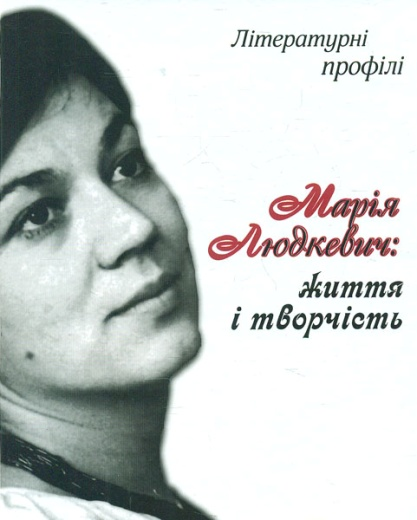 Літературні
профілі
Марія
Людкевич:
життя
і творчість